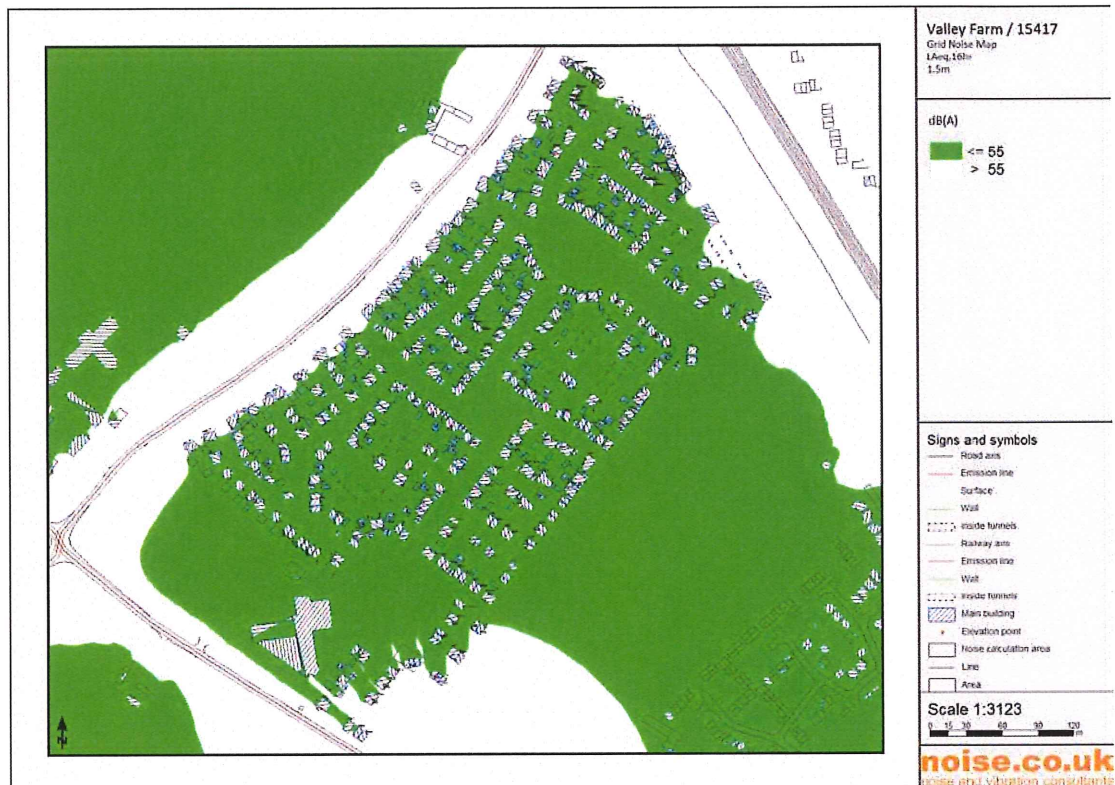 Valley Farm / 15417
Grid Noise Map
LAeq,16hr
1.5m
dB(A)
<= 55
> 55
Signs and symbols
Road axis
Emission line
Surface
Wall
Inside tunnels
Railway axis
Emission line
Wall
Inside tunnels
Main building
Elevation point
Noise calculation area
Line
Area
Scale 1:3123
0 15 30 60 90 120
m
noise.co.uk
noise and vibration consultants
N